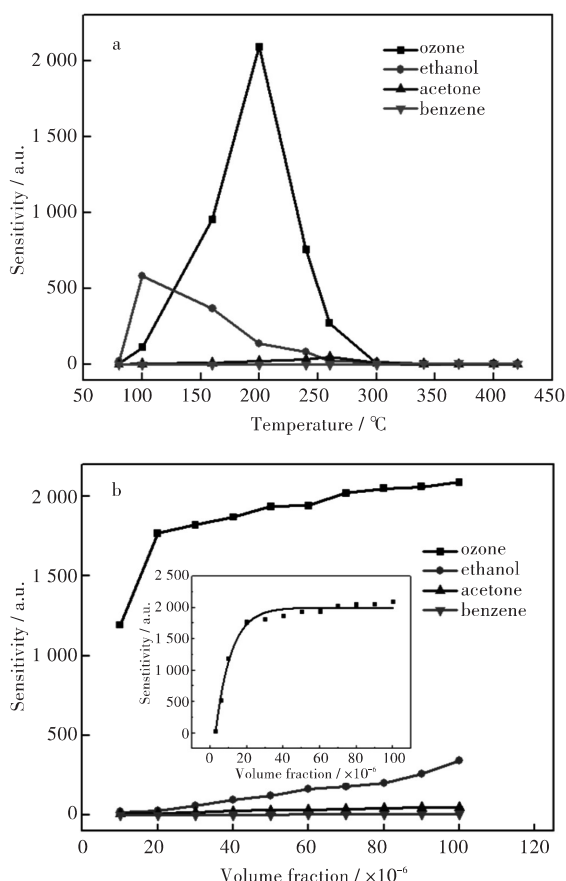 a
ozone
ethanol
acetone
benzene
2 000
1 500
1 000
500
0
Sensitivity / a.u.
50 100 150 200 250 300 350 400 450
Temperature / ℃
b
ozone
ethanol
acetone
benzene
2 000
1 500
1 000
500
0
Sensitivity / a.u.
2 500
2 000
1 500
1 000
500
0
Senstitivity / a.u.
0 20 40 60 80 100
Volume fraction / ×10⁻⁶
0 20 40 60 80 100 120
Volume fraction / ×10⁻⁶